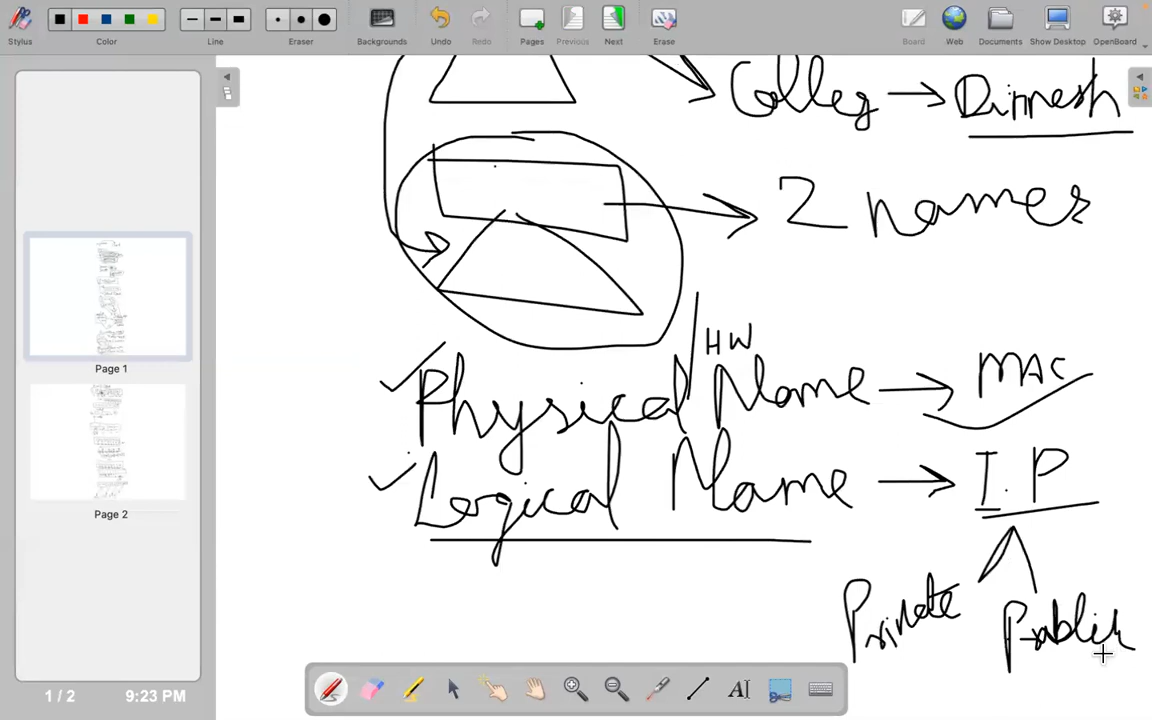 Stylus
Color
Line
Eraser
Backgrounds
Undo
Redo
Pages
Previous
Next
Erase
Board
Web
Documents
Show Desktop
OpenBoard
Colleg → Dinnesh
2 names
HW
Physical Name → MAC
Logical Name → I.P
Private
Page 1
Page 2
1 / 2
9:23 PM